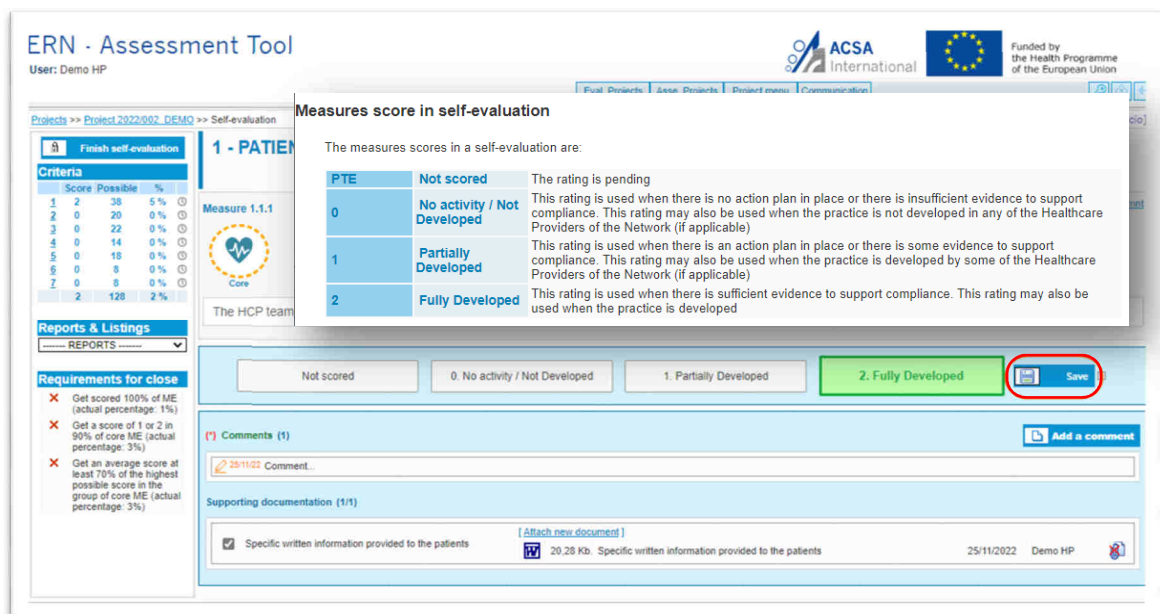 ERN - Assessment Tool
User: Demo HP
ACSA
International
Funded by
the Health Programme
of the European Union
Eval. Projects Asse. Projects Project menu Communication
Projects >> Project 2022/002_DEMO >> Self-evaluation
Finish self-evaluation
Criteria
Score Possible %
1 2 38 5 %
2 0 20 0 %
3 0 22 0 %
4 0 14 0 %
5 0 18 0 %
6 0 8 0 %
7 0 8 0 %
2 128 2 %
Reports & Listings
------- REPORTS -------
Requirements for close
Get scored 100% of ME
(actual percentage: 1%)
Get a score of 1 or 2 in
90% of core ME (actual
percentage: 3%)
Get an average score at
least 70% of the highest
possible score in the
group of core ME (actual
percentage: 3%)
1 - PATIEN
Measure 1.1.1
Core
The HCP team
Measures score in self-evaluation
The measures scores in a self-evaluation are:
PTE Not scored The rating is pending
0 No activity / Not Developed This rating is used when there is no action plan in place or there is insufficient evidence to support
compliance. This rating may also be used when the practice is not developed in any of the Healthcare
Providers of the Network (if applicable)
1 Partially Developed This rating is used when there is an action plan in place or there is some evidence to support
compliance. This rating may also be used when the practice is developed by some of the Healthcare
Providers of the Network (if applicable)
2 Fully Developed This rating is used when there is sufficient evidence to support compliance. This rating may also be
used when the practice is developed
Not scored 0. No activity / Not Developed 1. Partially Developed 2. Fully Developed Save
(*) Comments (1)
Add a comment
25/11/22 Comment...
Supporting documentation (1/1)
[ Attach new document ]
Specific written information provided to the patients
20,28 Kb. Specific written information provided to the patients 25/11/2022 Demo HP